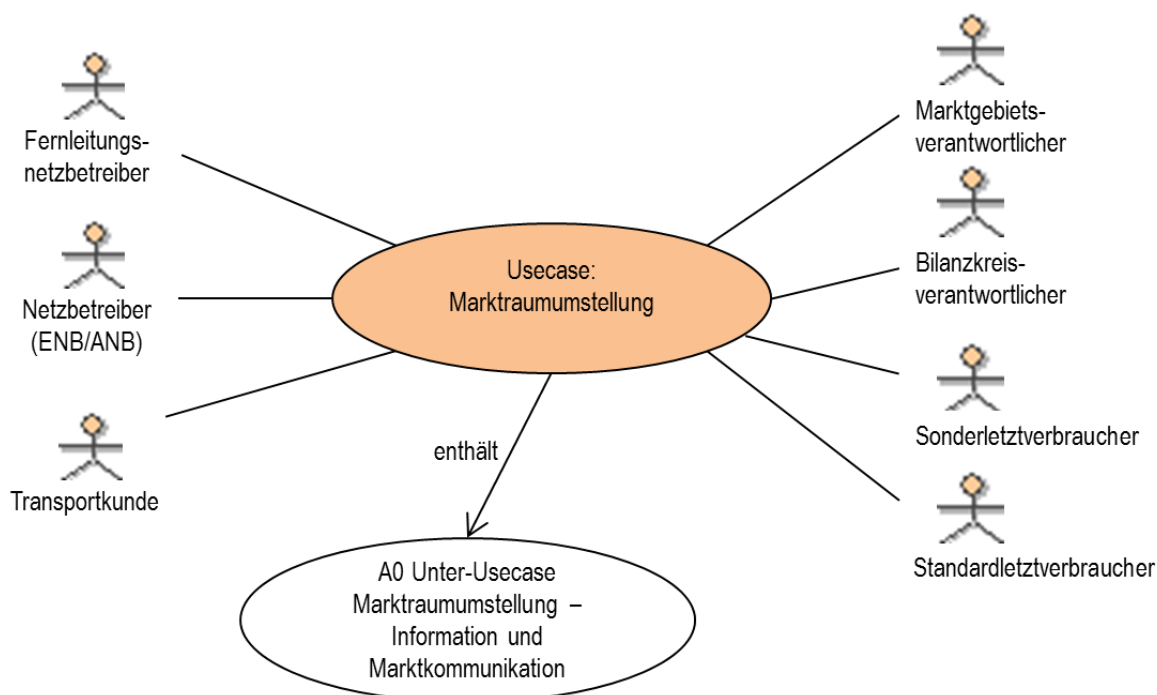 Fernleitungs-
netzbetreiber
Netzbetreiber
(ENB/ANB)
Transportkunde
Usecase:
Marktraumumstellung
enthält
A0 Unter-Usecase
Marktraumumstellung –
Information und
Marktkommunikation
Marktgebiets-
verantwortlicher
Bilanzkreis-
verantwortlicher
Sonderletztverbraucher
Standardletztverbraucher